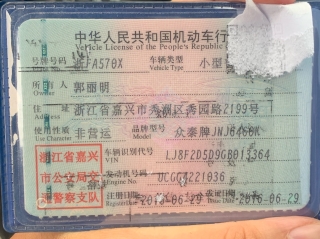 中华人民共和国机动车行
Vehicle License of the People's Republic
号牌号码 浙FA570X 车辆类型 小型
Vehicle Type
所有人 郭丽明
Owner
住址 浙江省嘉兴市秀洲区秀园路2199号
使用性质 非营运 品牌型号 众泰牌JNJ6460K
车辆识别代号 LJ8F2D5D9GB013364
VIN
发动机号码 UCGG4221036
Engine No.
注册日期 2016-06-29 2016-06-29
浙江省嘉兴
市公安局交
通警察支队